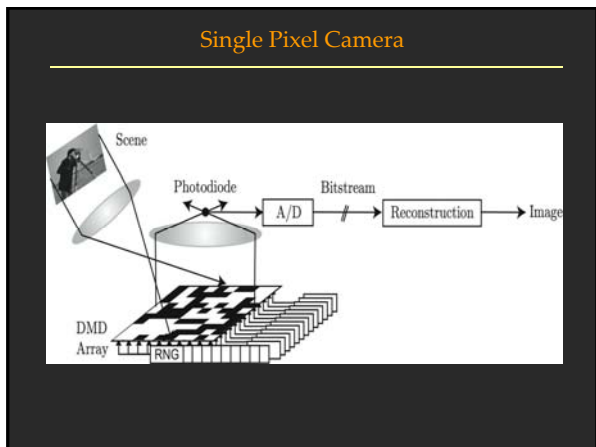 Single Pixel Camera
Scene
Photodiode
Bitstream
A/D
Reconstruction
Image
DMD
Array
RNG